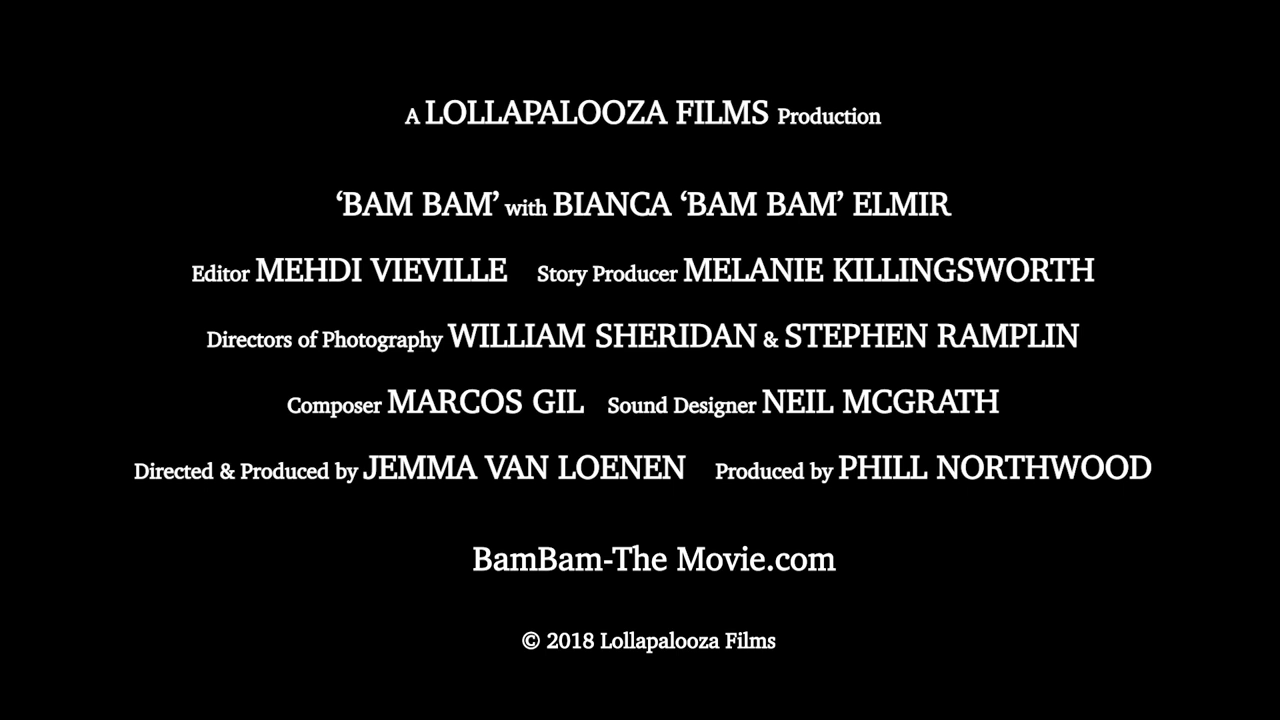 A LOLLAPALOOZA FILMS Production
‘BAM BAM’ with BIANCA ‘BAM BAM’ ELMIR
Editor MEHDI VIEVILLE Story Producer MELANIE KILLINGSWORTH
Directors of Photography WILLIAM SHERIDAN & STEPHEN RAMPLIN
Composer MARCOS GIL Sound Designer NEIL MCGRATH
Directed & Produced by JEMMA VAN LOENEN Produced by PHILL NORTHWOOD
BamBam-The Movie.com
© 2018 Lollapalooza Films